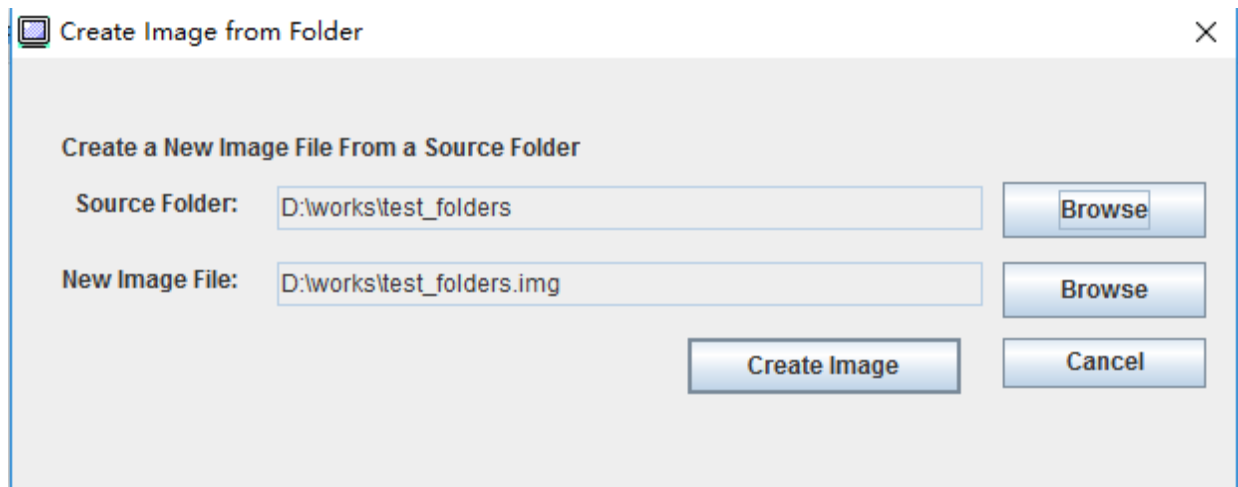 Create Image from Folder
Create a New Image File From a Source Folder
Source Folder: D:\works\test_folders Browse
New Image File: D:\works\test_folders.img Browse
Create Image Cancel